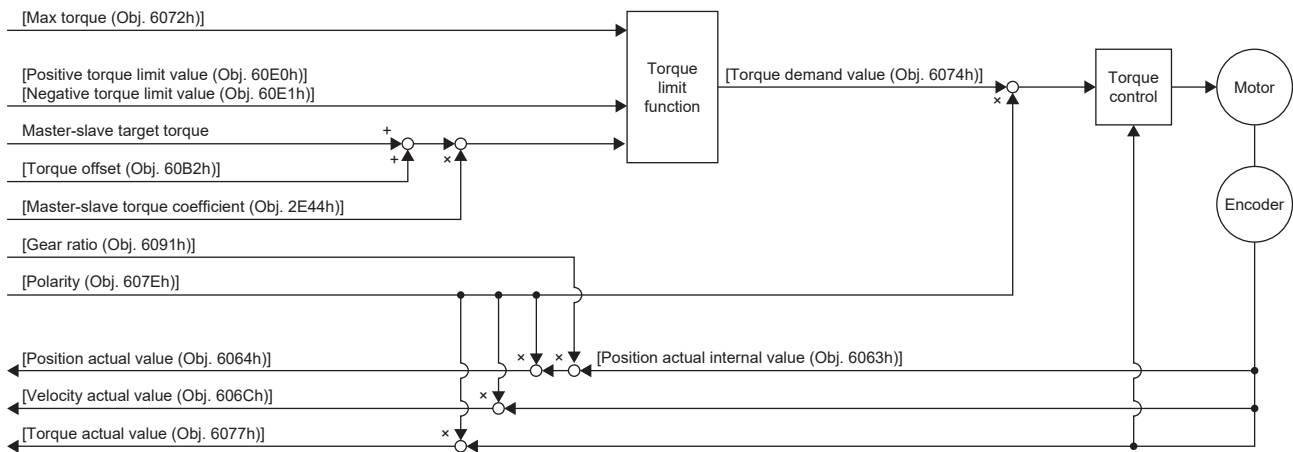 [Max torque (Obj. 6072h)]
[Positive torque limit value (Obj. 60E0h)]
[Negative torque limit value (Obj. 60E1h)]
Master-slave target torque
+
+
×
[Torque offset (Obj. 60B2h)]
[Master-slave torque coefficient (Obj. 2E44h)]
Torque
limit
function
[Torque demand value (Obj. 6074h)]
×
Torque
control
Motor
Encoder
[Gear ratio (Obj. 6091h)]
[Polarity (Obj. 607Eh)]
[Position actual value (Obj. 6064h)]
×
×
[Position actual internal value (Obj. 6063h)]
[Velocity actual value (Obj. 606Ch)]
×
[Torque actual value (Obj. 6077h)]
×